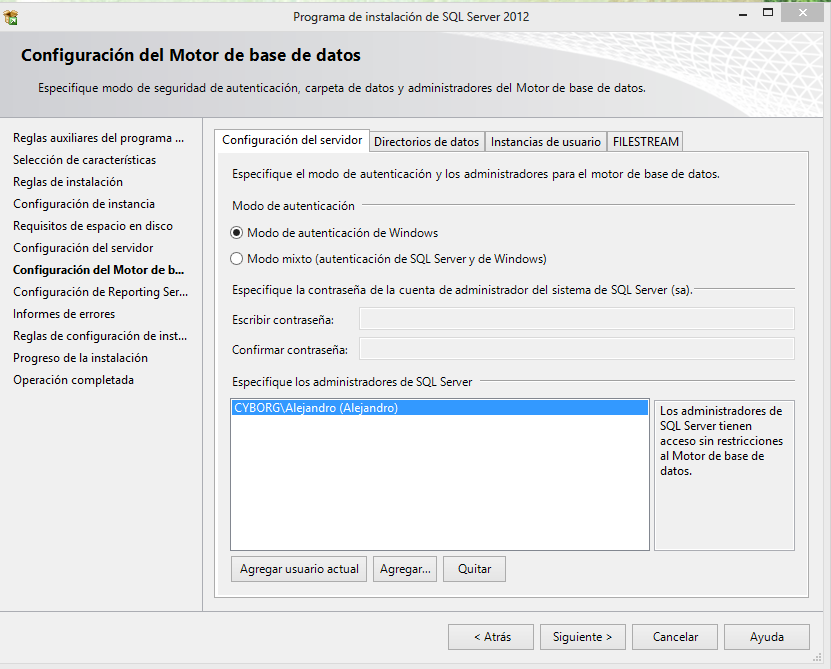 Programa de instalación de SQL Server 2012
Configuración del Motor de base de datos
Especifique modo de seguridad de autenticación, carpeta de datos y administradores del Motor de base de datos.
Reglas auxiliares del programa ...
Selección de características
Reglas de instalación
Configuración de instancia
Requisitos de espacio en disco
Configuración del servidor
Configuración del Motor de b...
Configuración de Reporting Ser...
Informes de errores
Reglas de configuración de inst...
Progreso de la instalación
Operación completada
Configuración del servidor Directorios de datos Instancias de usuario FILESTREAM
Especifique el modo de autenticación y los administradores para el motor de base de datos.
Modo de autenticación
Modo de autenticación de Windows
Modo mixto (autenticación de SQL Server y de Windows)
Especifique la contraseña de la cuenta de administrador del sistema de SQL Server (sa).
Escribir contraseña:
Confirmar contraseña:
Especifique los administradores de SQL Server
CYBORG\Alejandro (Alejandro)
Los administradores de
SQL Server tienen
acceso sin restricciones
al Motor de base de
datos.
Agregar usuario actual Agregar... Quitar
< Atrás Siguiente > Cancelar Ayuda